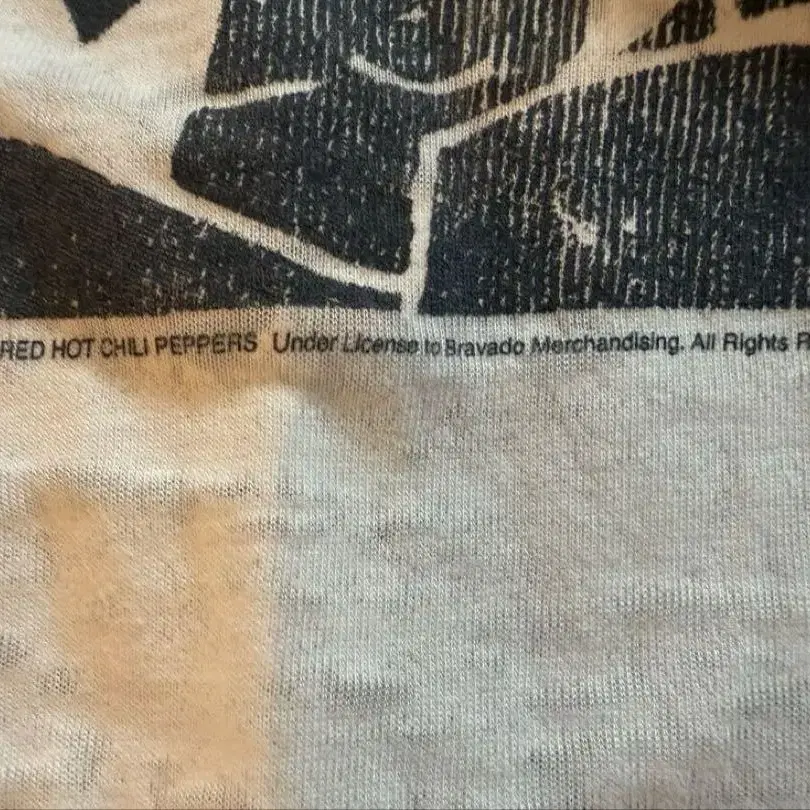 RED HOT CHILI PEPPERS Under License to Bravado Merchandising. All Rights R